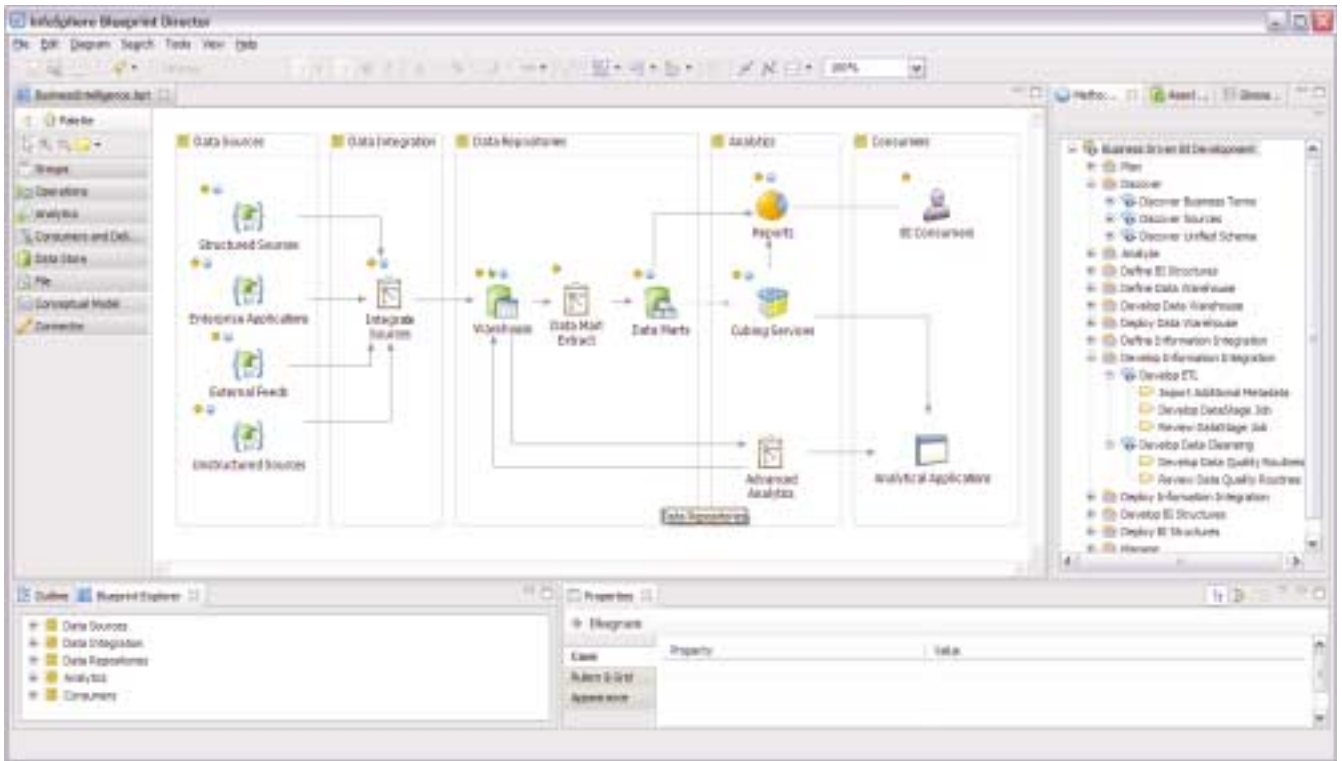 InfoSphere Blueprint Director
File Edit Diagram Search Tools View Help
100%
BusinessIntelligence.bprt
Palette
Groups
Operations
Analytics
Consumers and Deli...
Data Store
File
Conceptual Model
Connector
Data Sources
Data Integration
Data Repositories
Analytics
Consumers
Structured Sources
Enterprise Applications
External Feeds
Unstructured Sources
Integrate
Sources
Warehouse
Data Mart
Extract
Data Marts
Reports
Cubing Services
BI Consumers
Advanced
Analytics
Analytical Applications
Data Repositories
Metho...
Asset ...
Glossa...
Business Driven BI Development
Plan
Discover
Discover Business Terms
Discover Sources
Discover Unified Schema
Analyze
Define BI Structures
Define Data Warehouse
Develop Data Warehouse
Deploy Data Warehouse
Define Information Integration
Develop Information Integration
Develop ETL
Import Additional Metadata
Develop DataStage Job
Review DataStage Job
Develop Data Cleansing
Develop Data Quality Routines
Review Data Quality Routines
Deploy Information Integration
Develop BI Structures
Deploy BI Structures
Manage
Outline
Blueprint Explorer
Data Sources
Data Integration
Data Repositories
Analytics
Consumers
Properties
Diagram
Core
Rulers & Grid
Appearance
Property
Value